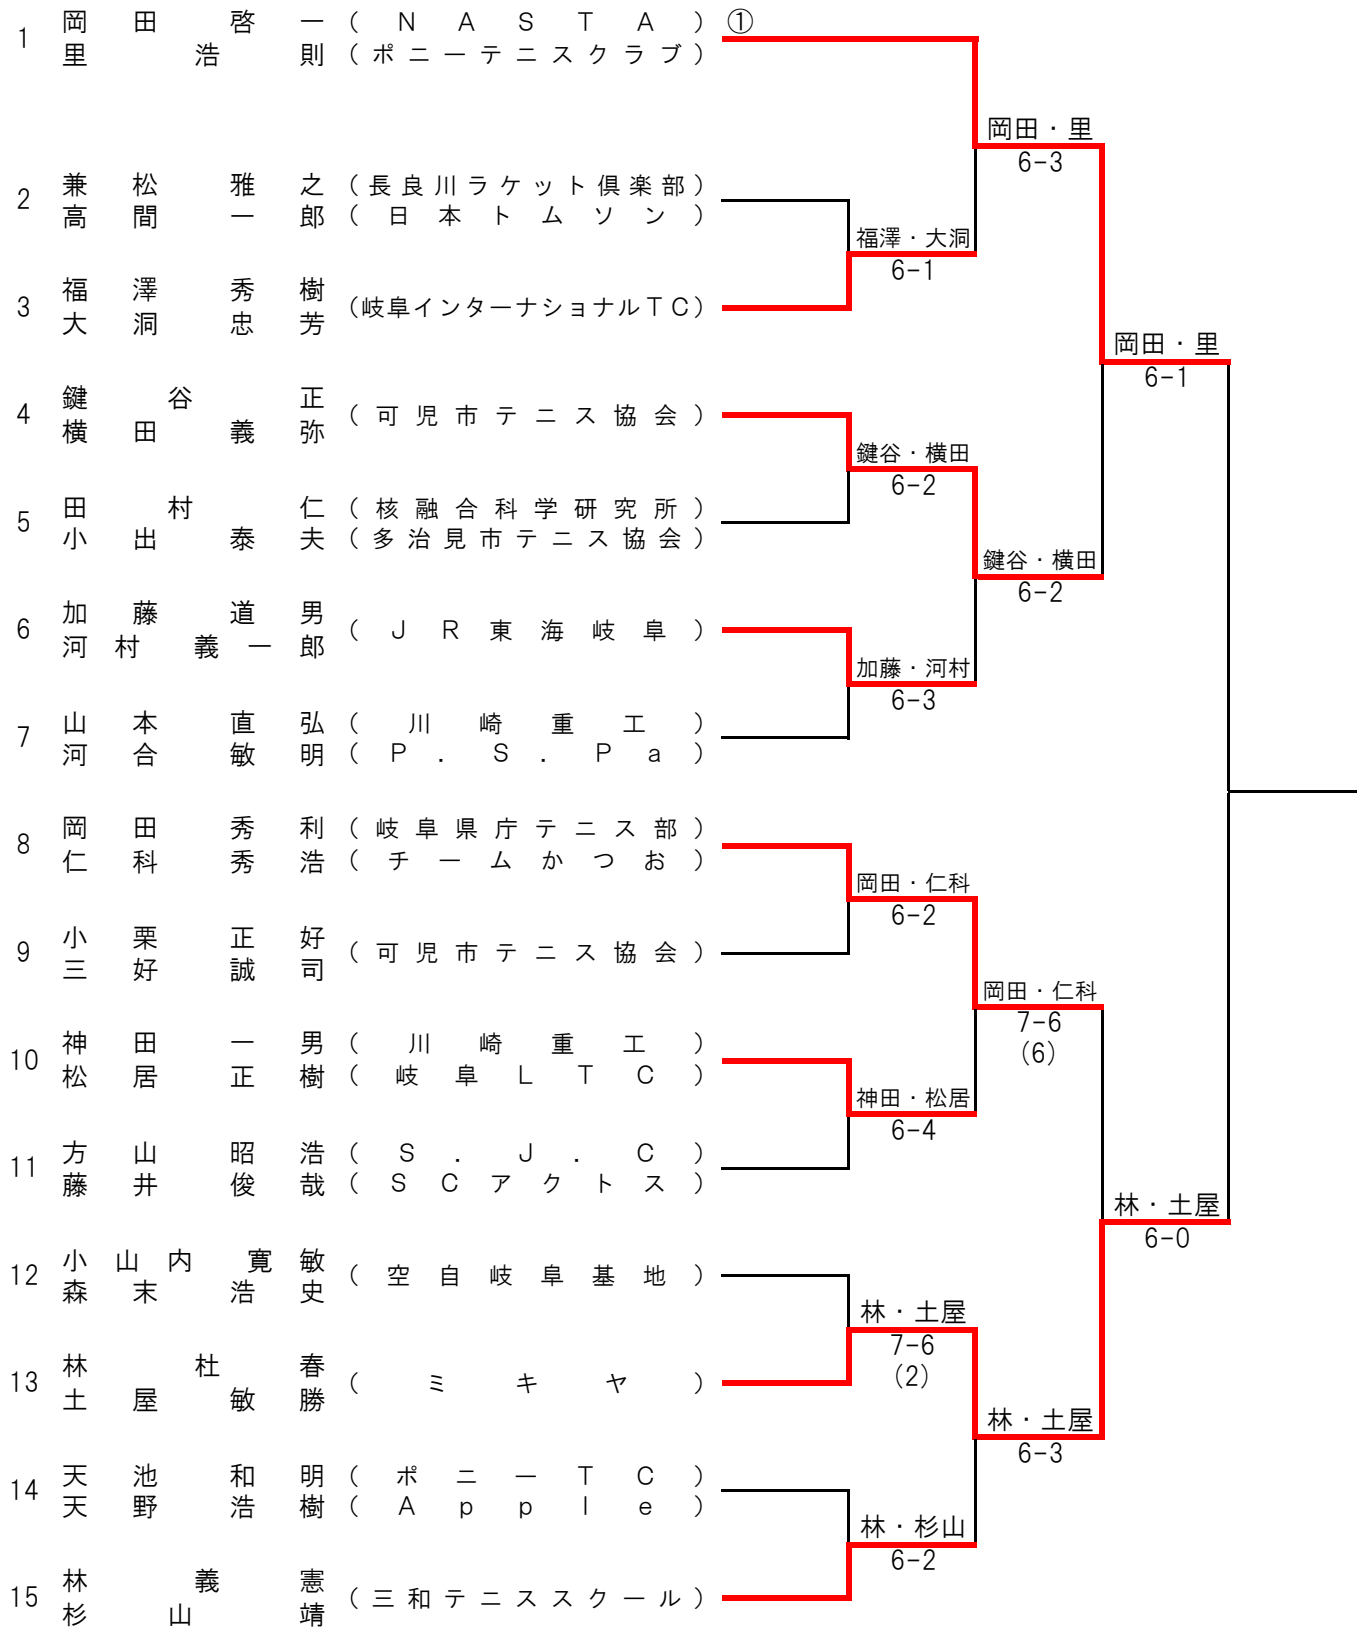 1 岡田啓一 (NASTA) ①
里浩則 (ポニーテニスクラブ)
岡田・里
6-3
2 兼松雅之 (長良川ラケット倶楽部)
高間一郎 (日本トムソン)
福澤・大洞
6-1
3 福澤秀樹 (岐阜インターナショナルTC)
大洞忠芳
岡田・里
6-1
4 鍵谷正 (可児市テニス協会)
横田義弥
鍵谷・横田
6-2
5 田村仁 (核融合科学研究所)
小出泰夫 (多治見市テニス協会)
鍵谷・横田
6-2
6 加藤道男 (JR東海岐阜)
河村義一郎
加藤・河村
6-3
7 山本直弘 (川崎重工)
河合敏明 (P.S.Pa)
8 岡田秀利 (岐阜県庁テニス部)
仁科秀浩 (チームかつお)
岡田・仁科
6-2
9 小栗正好 (可児市テニス協会)
三好誠司
岡田・仁科
7-6
(6)
10 神田一男 (川崎重工)
松居正樹 (岐阜LTC)
神田・松居
6-4
11 方山昭浩 (S.J.C)
藤井俊哉 (SCアクトス)
林・土屋
6-0
12 小山内寛敏 (空自岐阜基地)
森末浩史
林・土屋
7-6
(2)
13 林杜春 (ミキヤ)
土屋敏勝
林・土屋
6-3
14 天池和明 (ポニーTC)
天野浩樹 (Apple)
林・杉山
6-2
15 林義憲 (三和テニススクール)
杉山靖